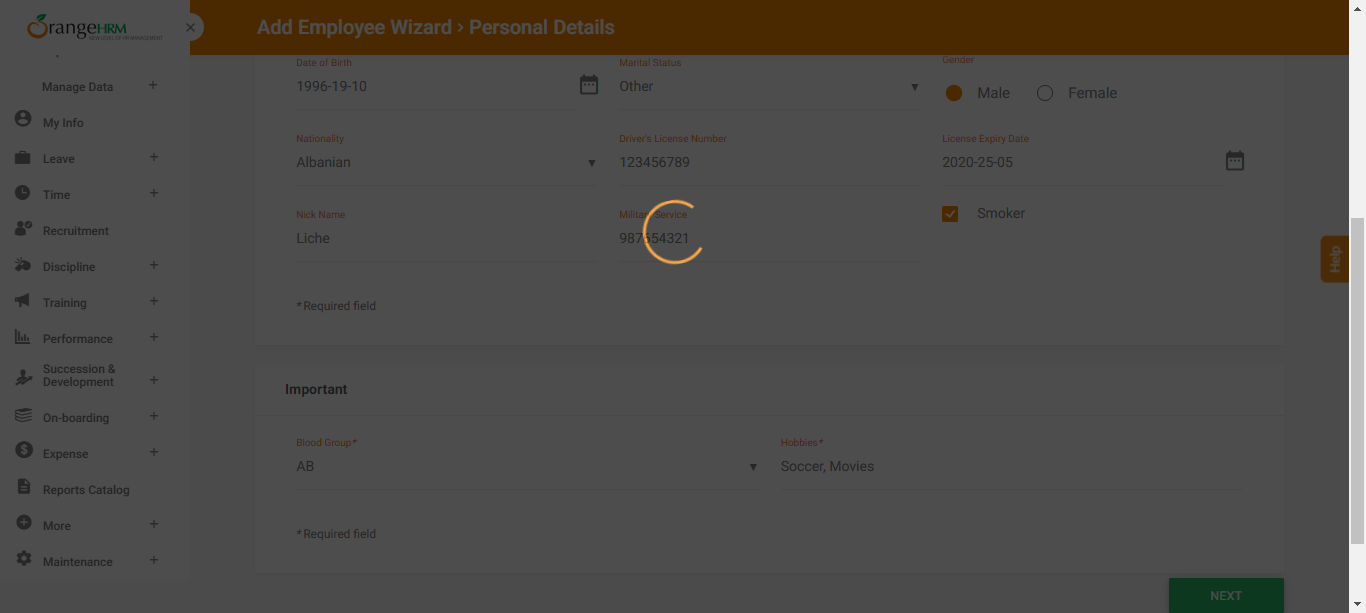 OrangeHRM
Add Employee Wizard › Personal Details
Manage Data +
My Info
Leave +
Time +
Recruitment
Discipline +
Training +
Performance +
Succession &
Development +
On-boarding +
Expense +
Reports Catalog
More +
Maintenance +
Date of Birth
1996-19-10
Marital Status
Other
Gender
Male
Female
Nationality
Albanian
Driver's License Number
123456789
License Expiry Date
2020-25-05
Nick Name
Liche
Military Service
987654321
Smoker
* Required field
Important
Blood Group*
AB
Hobbies*
Soccer, Movies
* Required field
NEXT
Help